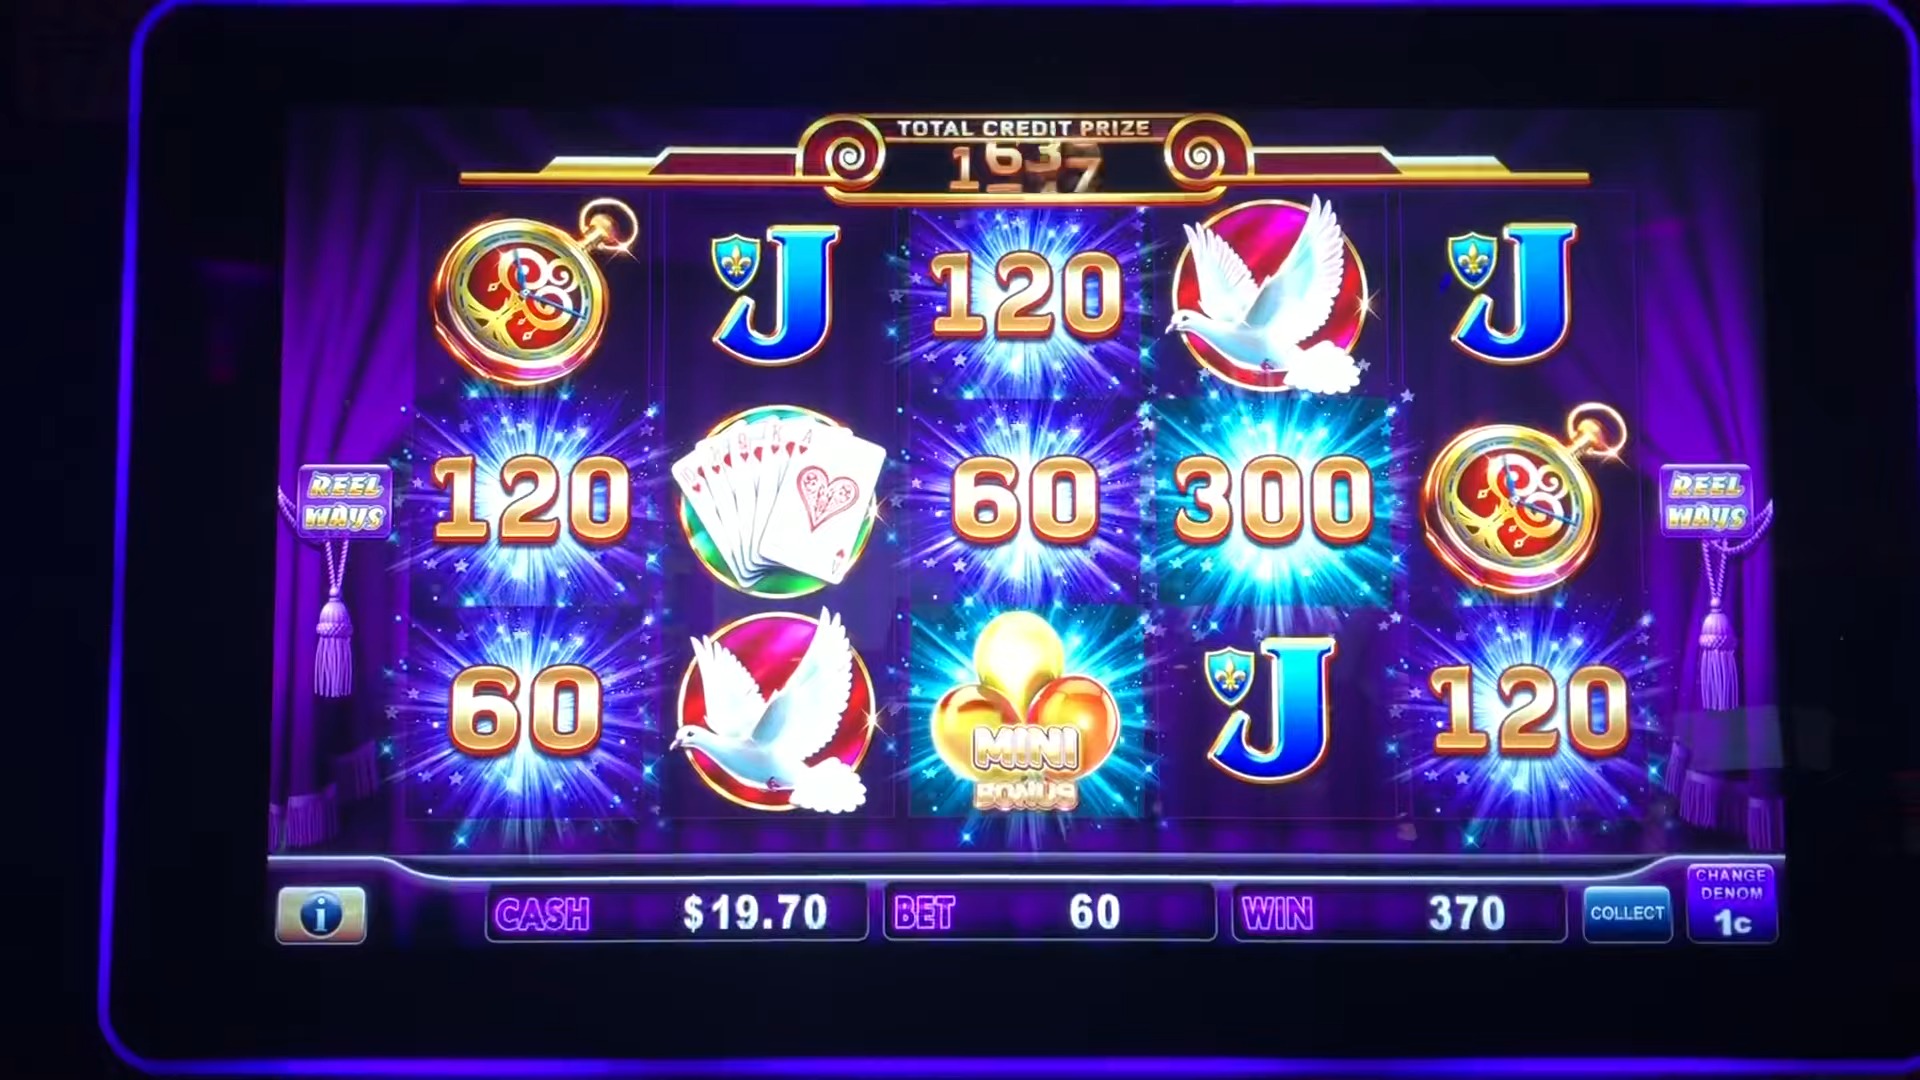 TOTAL CREDIT PRIZE
J
120
J
120
60
300
REEL
WAYS
REEL
WAYS
60
MINI
BONUS
J
120
i
CASH $19.70
BET 60
WIN 370
COLLECT
CHANGE
DENOM
1c